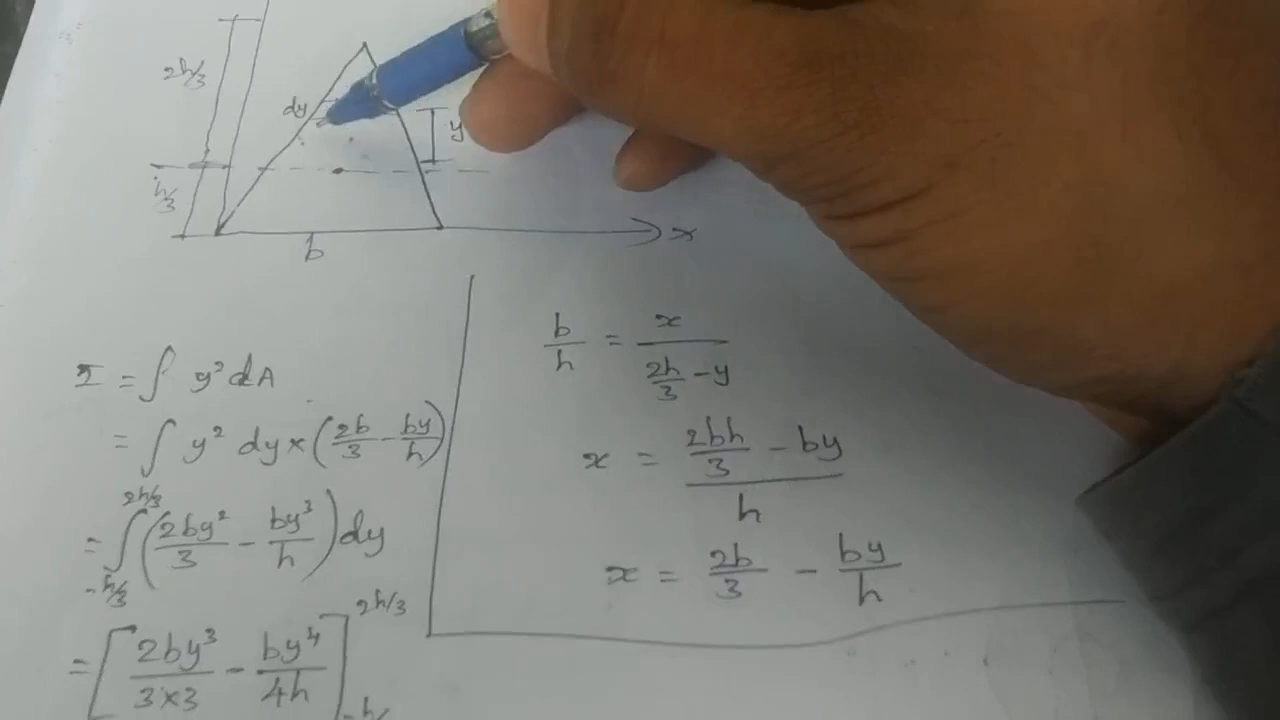 2h/3
dy
y
h/3
b
x
I = ∫ y² dA
= ∫ y² dy × (2b/3 - by/h)
= ∫_{-h/3}^{2h/3} (2by²/3 - by³/h) dy
= [2by³/(3×3) - by⁴/4h]_{-h/}^{2h/3}
b/h = x/(2h/3 - y)
x = (2bh/3 - by)/h
x = 2b/3 - by/h